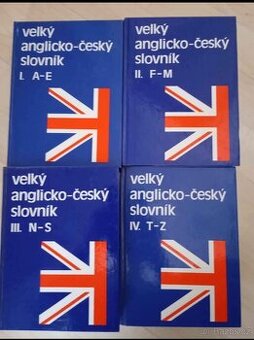 velký
anglicko-český
slovník
I. A-E
velký
anglicko-český
slovník
II. F-M
velký
anglicko-český
slovník
III. N-S
velký
anglicko-český
slovník
IV. T-Z